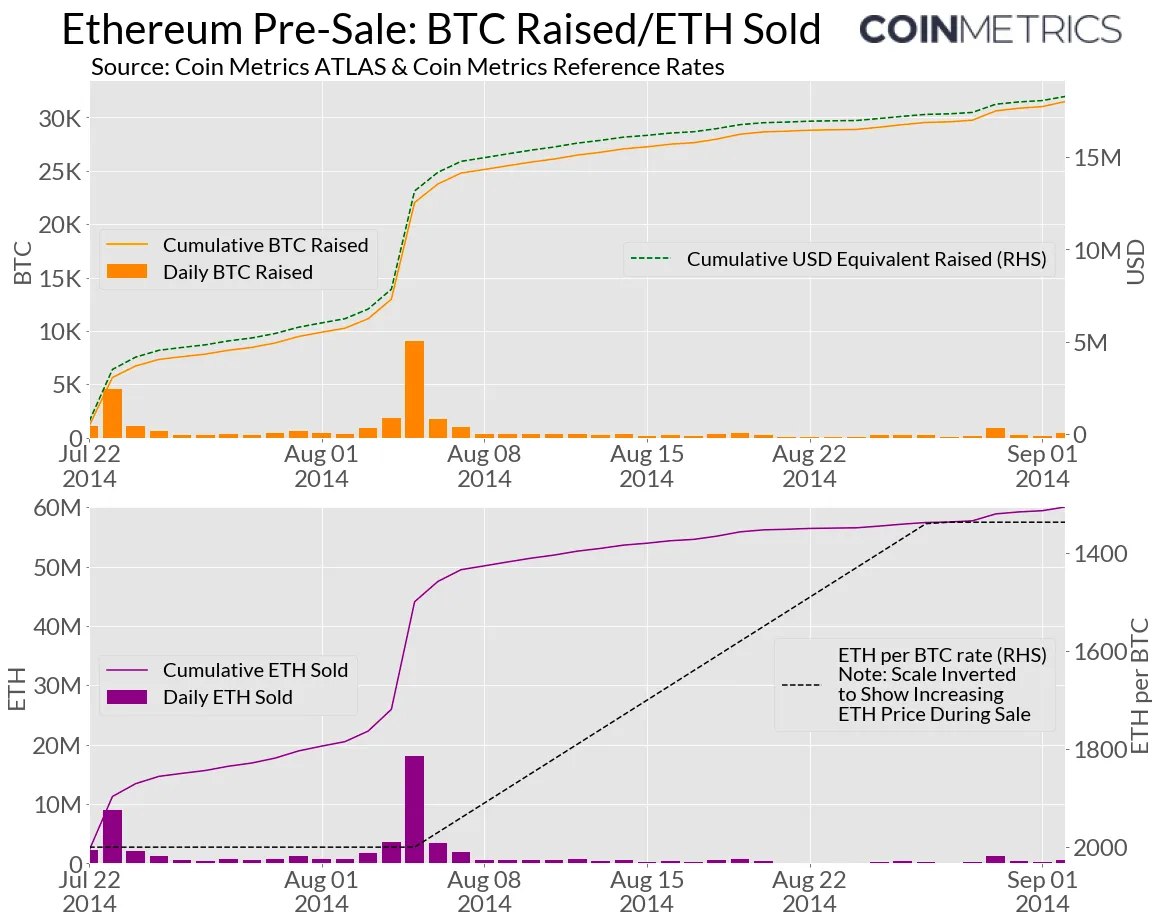 Ethereum Pre-Sale: BTC Raised/ETH Sold
COINMETRICS
Source: Coin Metrics ATLAS & Coin Metrics Reference Rates
30K
25K
20K
15K
10K
5K
0
BTC
15M
10M
5M
0
USD
Cumulative BTC Raised
Daily BTC Raised
Cumulative USD Equivalent Raised (RHS)
Jul 22
2014
Aug 01
2014
Aug 08
2014
Aug 15
2014
Aug 22
2014
Sep 01
2014
60M
50M
40M
30M
20M
10M
0
ETH
1400
1600
1800
2000
ETH per BTC
Cumulative ETH Sold
Daily ETH Sold
ETH per BTC rate (RHS)
Note: Scale Inverted
to Show Increasing
ETH Price During Sale
Jul 22
2014
Aug 01
2014
Aug 08
2014
Aug 15
2014
Aug 22
2014
Sep 01
2014